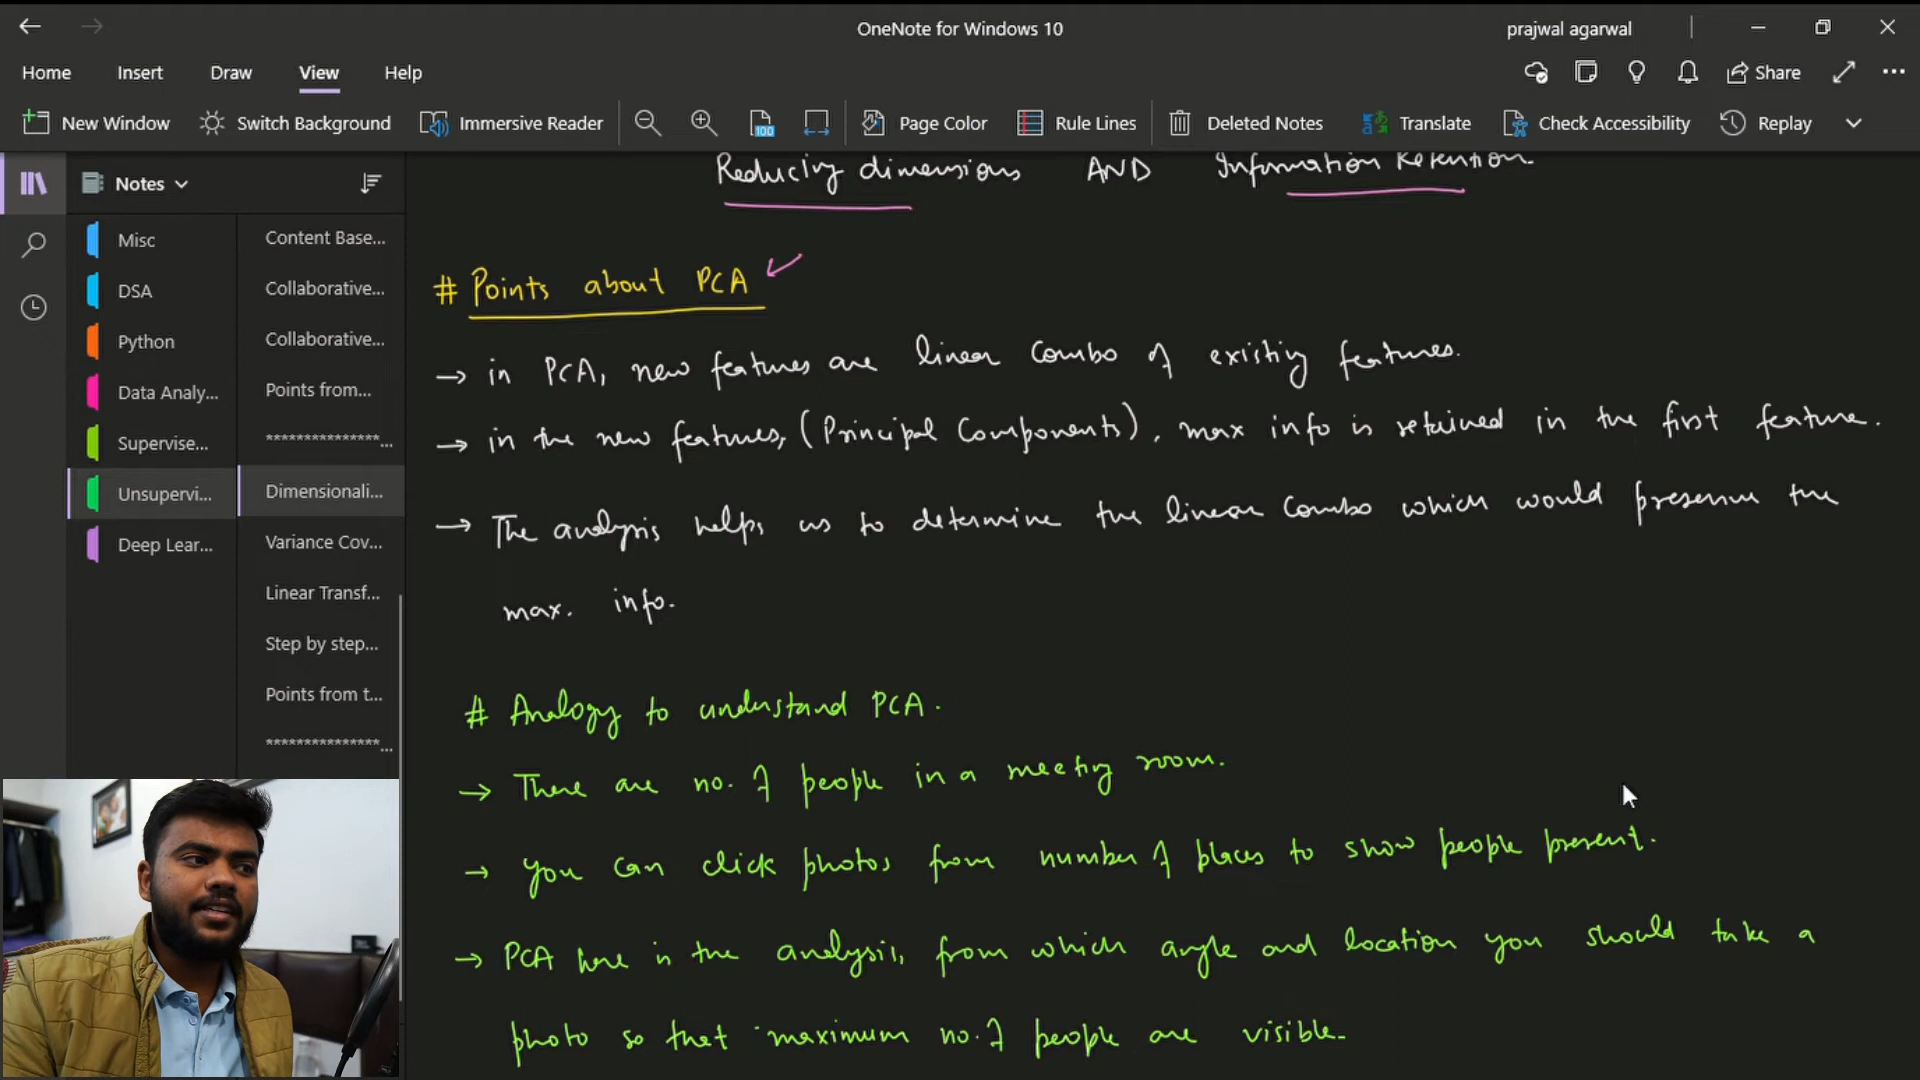 OneNote for Windows 10
prajwal agarwal
Home Insert Draw View Help
Share
New Window Switch Background Immersive Reader 100 Page Color Rule Lines Deleted Notes Translate Check Accessibility Replay
Notes
Misc
DSA
Python
Data Analy...
Supervise...
Unsupervi...
Deep Lear...
Content Base...
Collaborative...
Collaborative...
Points from...
***************...
Dimensionali...
Variance Cov...
Linear Transf...
Step by step...
Points from t...
***************...
Reducing dimensions AND Information Retention
# Points about PCA ✓
→ in PCA, new features are linear combo of existing features.
→ in the new features, (Principal Components), max info is retained in the first feature.
→ The analysis helps us to determine the linear combo which would preserve the
max. info.
# Analogy to understand PCA.
→ There are no. of people in a meeting room.
→ you can click photos from number of places to show people present.
→ PCA here is the analysis, from which angle and location you should take a
photo so that maximum no. of people are visible.